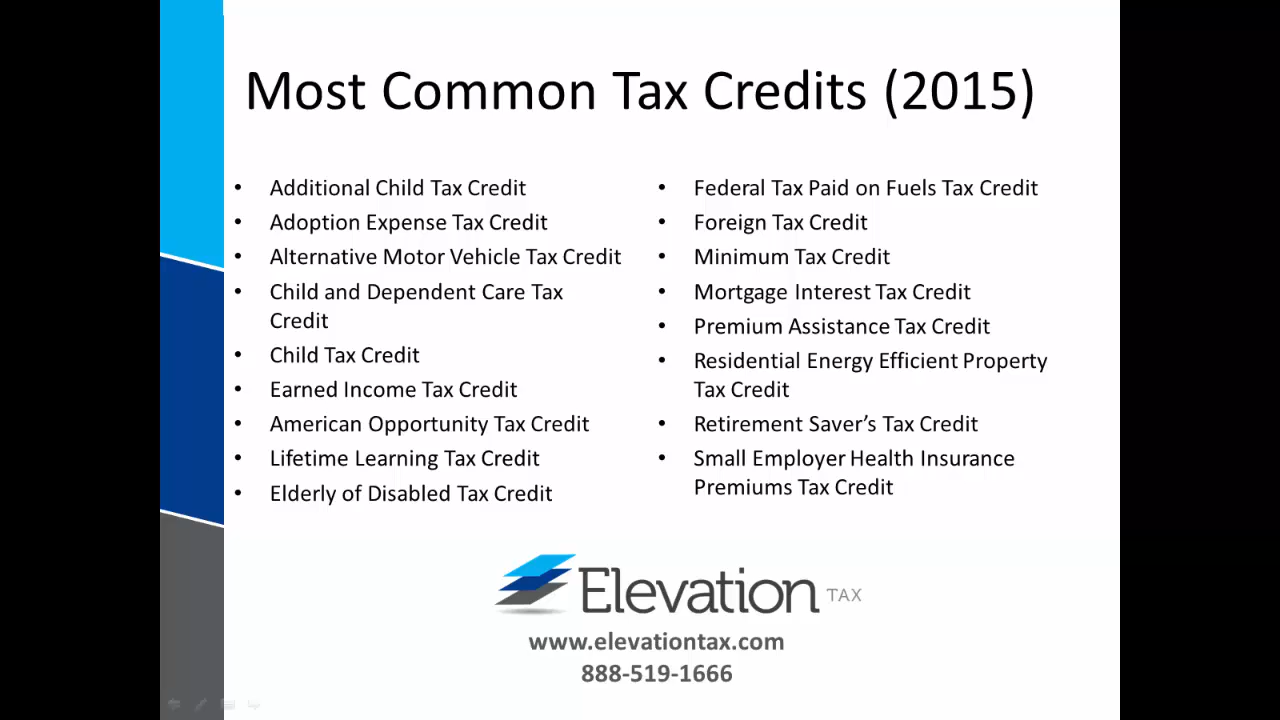 Most Common Tax Credits (2015)
• Additional Child Tax Credit
• Adoption Expense Tax Credit
• Alternative Motor Vehicle Tax Credit
• Child and Dependent Care Tax
Credit
• Child Tax Credit
• Earned Income Tax Credit
• American Opportunity Tax Credit
• Lifetime Learning Tax Credit
• Elderly of Disabled Tax Credit
• Federal Tax Paid on Fuels Tax Credit
• Foreign Tax Credit
• Minimum Tax Credit
• Mortgage Interest Tax Credit
• Premium Assistance Tax Credit
• Residential Energy Efficient Property
Tax Credit
• Retirement Saver’s Tax Credit
• Small Employer Health Insurance
Premiums Tax Credit
Elevation TAX
www.elevationtax.com
888-519-1666